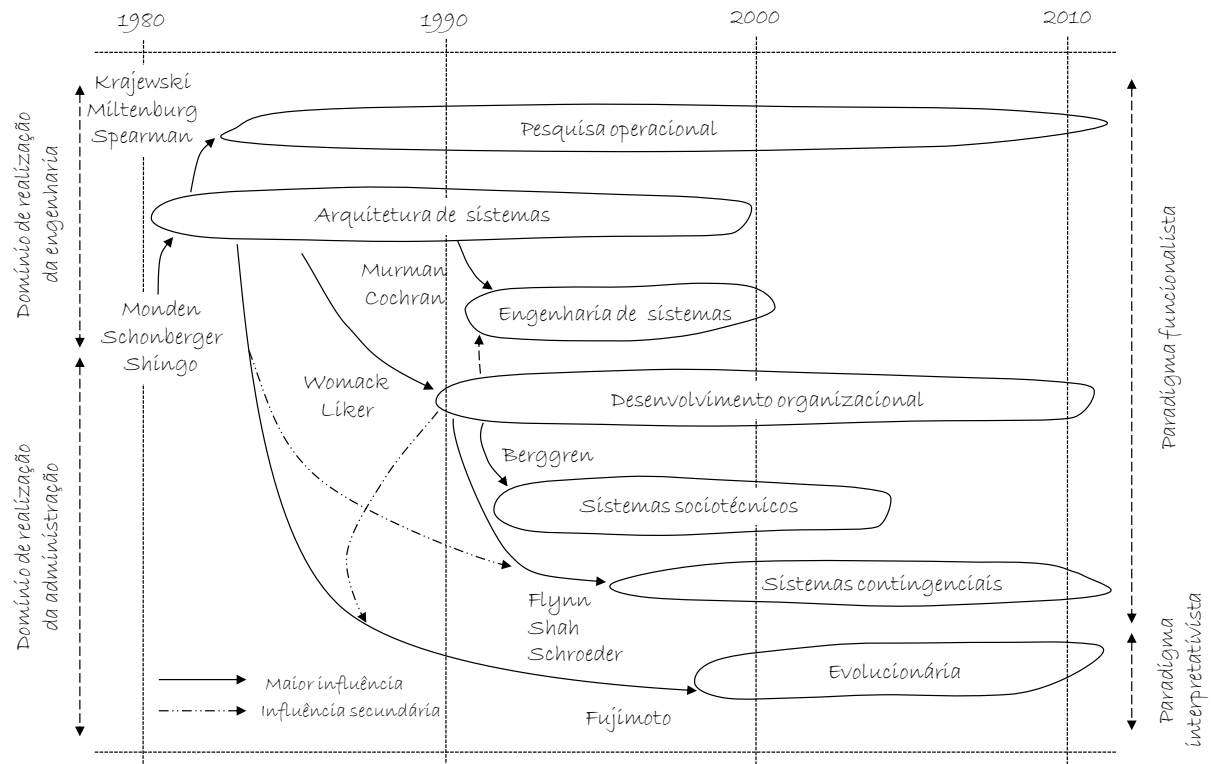 1980
1990
2000
2010
Krajewski
Miltenburg
Spearman
Pesquisa operacional
Domínio de realização
da engenharia
Arquitetura de sistemas
Monden
Schonberger
Shingo
Murman
Cochran
Engenharia de sistemas
Paradigma funcionalista
Womack
Liker
Desenvolvimento organizacional
Berggren
Sistemas sociotécnicos
Domínio de realização
da administração
Sistemas contingenciais
Flynn
Shah
Schroeder
Evolucionária
Paradigma
interpretativista
Fujimoto
Maior influência
Influência secundária